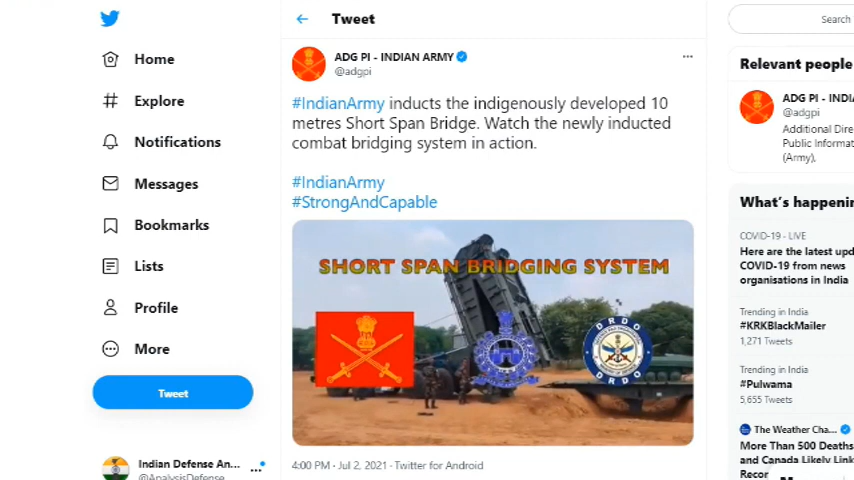 Tweet
Search
Home
Explore
Notifications
Messages
Bookmarks
Lists
Profile
More
Tweet
Indian Defense An...
@AnalysisDefense
ADG PI - INDIAN ARMY
@adgpi
#IndianArmy inducts the indigenously developed 10
metres Short Span Bridge. Watch the newly inducted
combat bridging system in action.
#IndianArmy
#StrongAndCapable
SHORT SPAN BRIDGING SYSTEM
DRDO
DRDO
4:00 PM · Jul 2, 2021 · Twitter for Android
Relevant people
ADG PI - INDIA
@adgpi
Additional Dire
Public Informat
(Army),
What's happenin
COVID-19 - LIVE
Here are the latest upd
COVID-19 from news
organisations in India
Trending in India
#KRKBlackMailer
1,271 Tweets
Trending in India
#Pulwama
5,655 Tweets
The Weather Cha...
More Than 500 Deaths
and Canada Likely Link
Recor